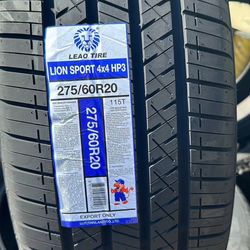 LEAO TIRE
LION SPORT 4x4 HP3
275/60R20
115T
275/60R20
EXPORT ONLY